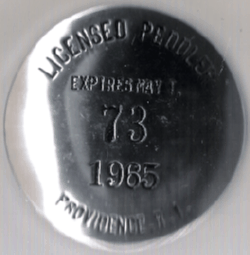 LICENSED PEDDLER
EXPIRES MAY 1.
73
1965
PROVIDENCE R. I.